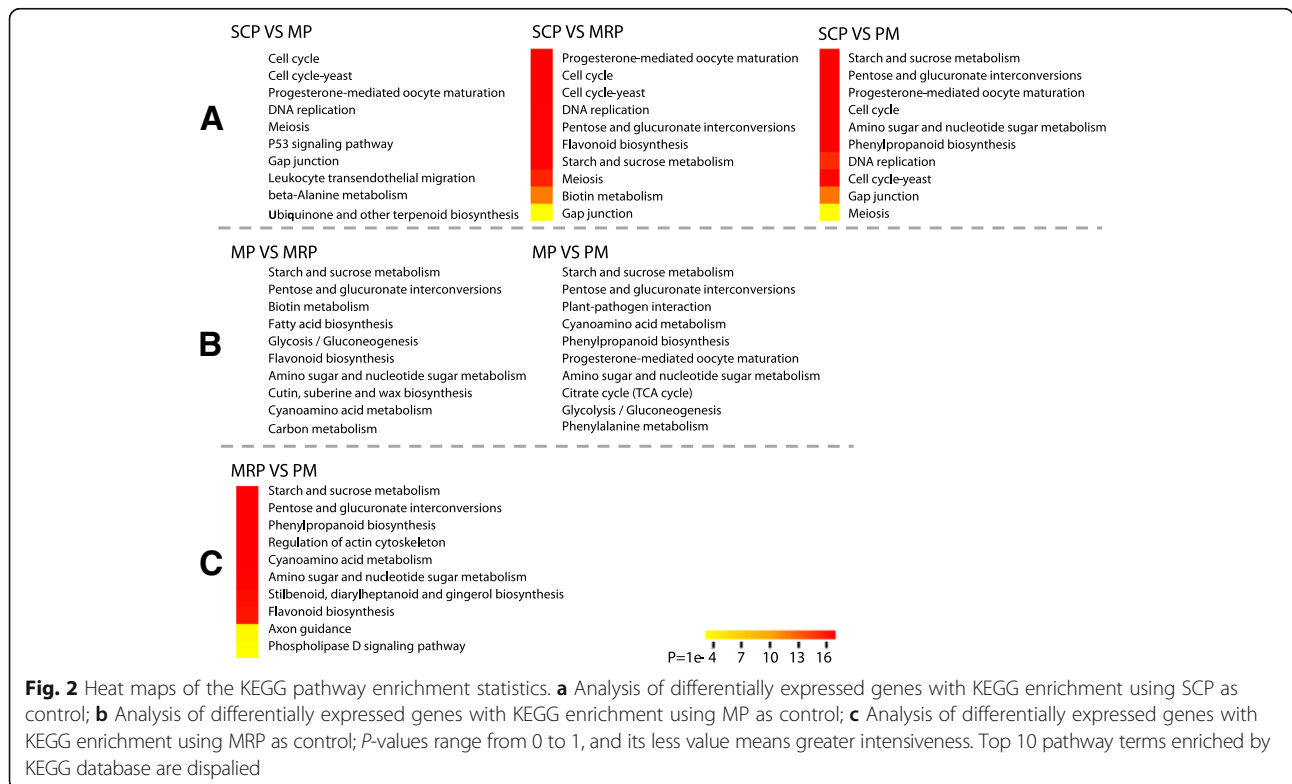 SCP VS MP
Cell cycle
Cell cycle-yeast
Progesterone-mediated oocyte maturation
DNA replication
Meiosis
P53 signaling pathway
Gap junction
Leukocyte transendothelial migration
beta-Alanine metabolism
Ubiquinone and other terpenoid biosynthesis
SCP VS MRP
Progesterone-mediated oocyte maturation
Cell cycle
Cell cycle-yeast
DNA replication
Pentose and glucuronate interconversions
Flavonoid biosynthesis
Starch and sucrose metabolism
Meiosis
Biotin metabolism
Gap junction
SCP VS PM
Starch and sucrose metabolism
Pentose and glucuronate interconversions
Progesterone-mediated oocyte maturation
Cell cycle
Amino sugar and nucleotide sugar metabolism
Phenylpropanoid biosynthesis
DNA replication
Cell cycle-yeast
Gap junction
Meiosis
A
MP VS MRP
Starch and sucrose metabolism
Pentose and glucuronate interconversions
Biotin metabolism
Fatty acid biosynthesis
Glycosis / Gluconeogenesis
Flavonoid biosynthesis
Amino sugar and nucleotide sugar metabolism
Cutin, suberine and wax biosynthesis
Cyanoamino acid metabolism
Carbon metabolism
MP VS PM
Starch and sucrose metabolism
Pentose and glucuronate interconversions
Plant-pathogen interaction
Cyanoamino acid metabolism
Phenylpropanoid biosynthesis
Progesterone-mediated oocyte maturation
Amino sugar and nucleotide sugar metabolism
Citrate cycle (TCA cycle)
Glycolysis / Gluconeogenesis
Phenylalanine metabolism
B
MRP VS PM
Starch and sucrose metabolism
Pentose and glucuronate interconversions
Phenylpropanoid biosynthesis
Regulation of actin cytoskeleton
Cyanoamino acid metabolism
Amino sugar and nucleotide sugar metabolism
Stilbenoid, diarylheptanoid and gingerol biosynthesis
Flavonoid biosynthesis
Axon guidance
Phospholipase D signaling pathway
C
P=1e- 4 7 10 13 16
Fig. 2 Heat maps of the KEGG pathway enrichment statistics. a Analysis of differentially expressed genes with KEGG enrichment using SCP as
control; b Analysis of differentially expressed genes with KEGG enrichment using MP as control; c Analysis of differentially expressed genes with
KEGG enrichment using MRP as control; P-values range from 0 to 1, and its less value means greater intensiveness. Top 10 pathway terms enriched by
KEGG database are dispalied